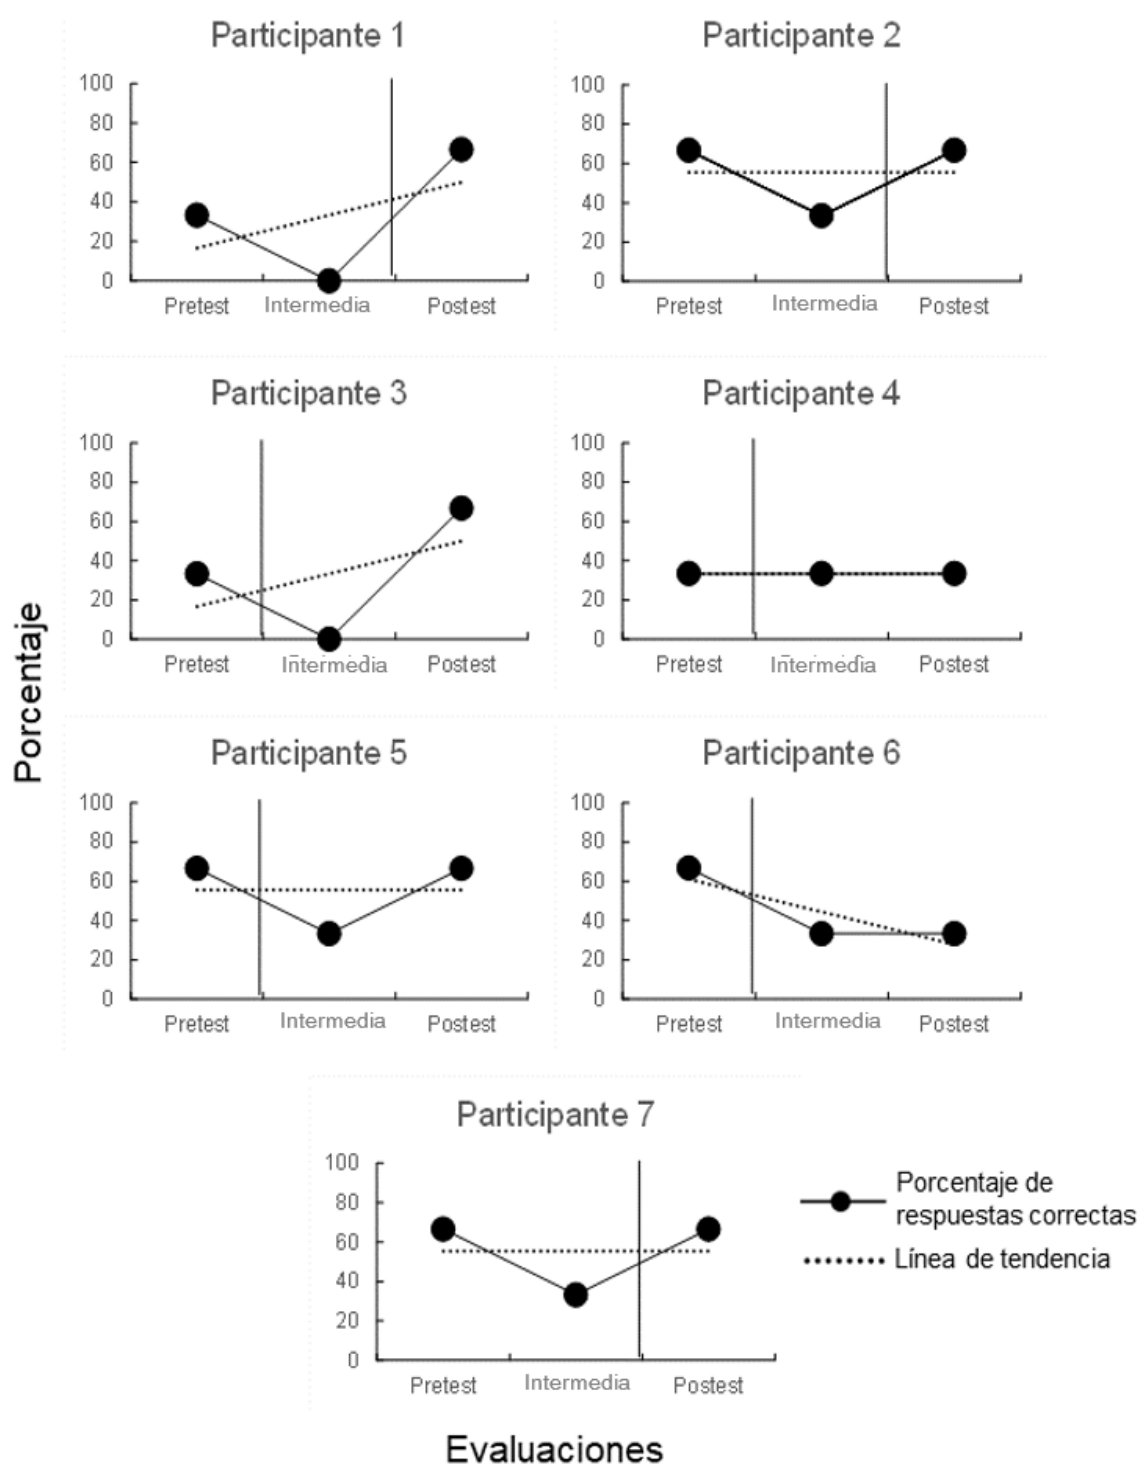 Participante 1
100
80
60
40
20
0
Pretest Intermedia Postest
Participante 2
100
80
60
40
20
0
Pretest Intermedia Postest
Participante 3
100
80
60
40
20
0
Pretest Intermedia Postest
Participante 4
100
80
60
40
20
0
Pretest Intermedia Postest
Porcentaje
Participante 5
100
80
60
40
20
0
Pretest Intermedia Postest
Participante 6
100
80
60
40
20
0
Pretest Intermedia Postest
Participante 7
100
80
60
40
20
0
Pretest Intermedia Postest
Porcentaje de
respuestas correctas
Línea de tendencia
Evaluaciones